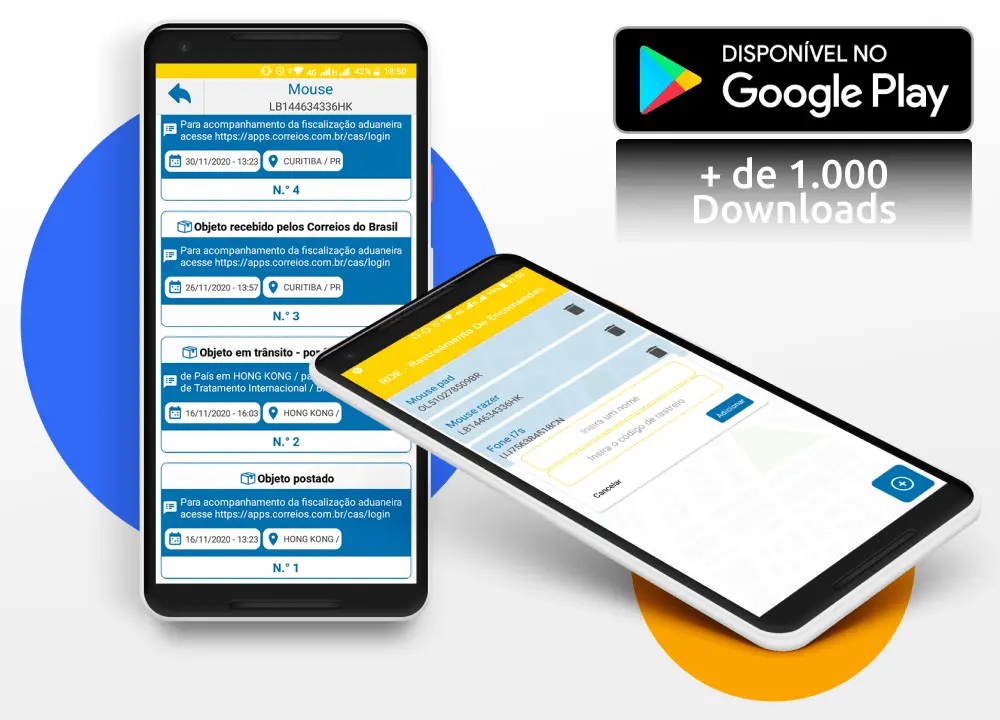 4G H 42% 18:50
Mouse
LB144634336HK
Para acompanhamento da fiscalização aduaneira
acesse https://apps.correios.com.br/cas/login
30/11/2020 - 13:23 CURITIBA / PR
N.° 4
Objeto recebido pelos Correios do Brasil
Para acompanhamento da fiscalização aduaneira
acesse https://apps.correios.com.br/cas/login
26/11/2020 - 13:57 CURITIBA / PR
N.° 3
Objeto em trânsito - por
de País em HONG KONG /
de Tratamento Internacional /
16/11/2020 - 16:03 HONG KONG /
N.° 2
Objeto postado
Para acompanhamento da fiscalização aduaneira
acesse https://apps.correios.com.br/cas/login
16/11/2020 - 13:23 HONG KONG /
N.° 1
DISPONÍVEL NO
Google Play
+ de 1.000
Downloads
RDE - Rastreamento De Encomendas
Mouse pad
OL510278509BR
Mouse razer
LB144634336HK
Fone i7s
Insira um nome
Insira o código de rastreio
Cancelar
Adicionar